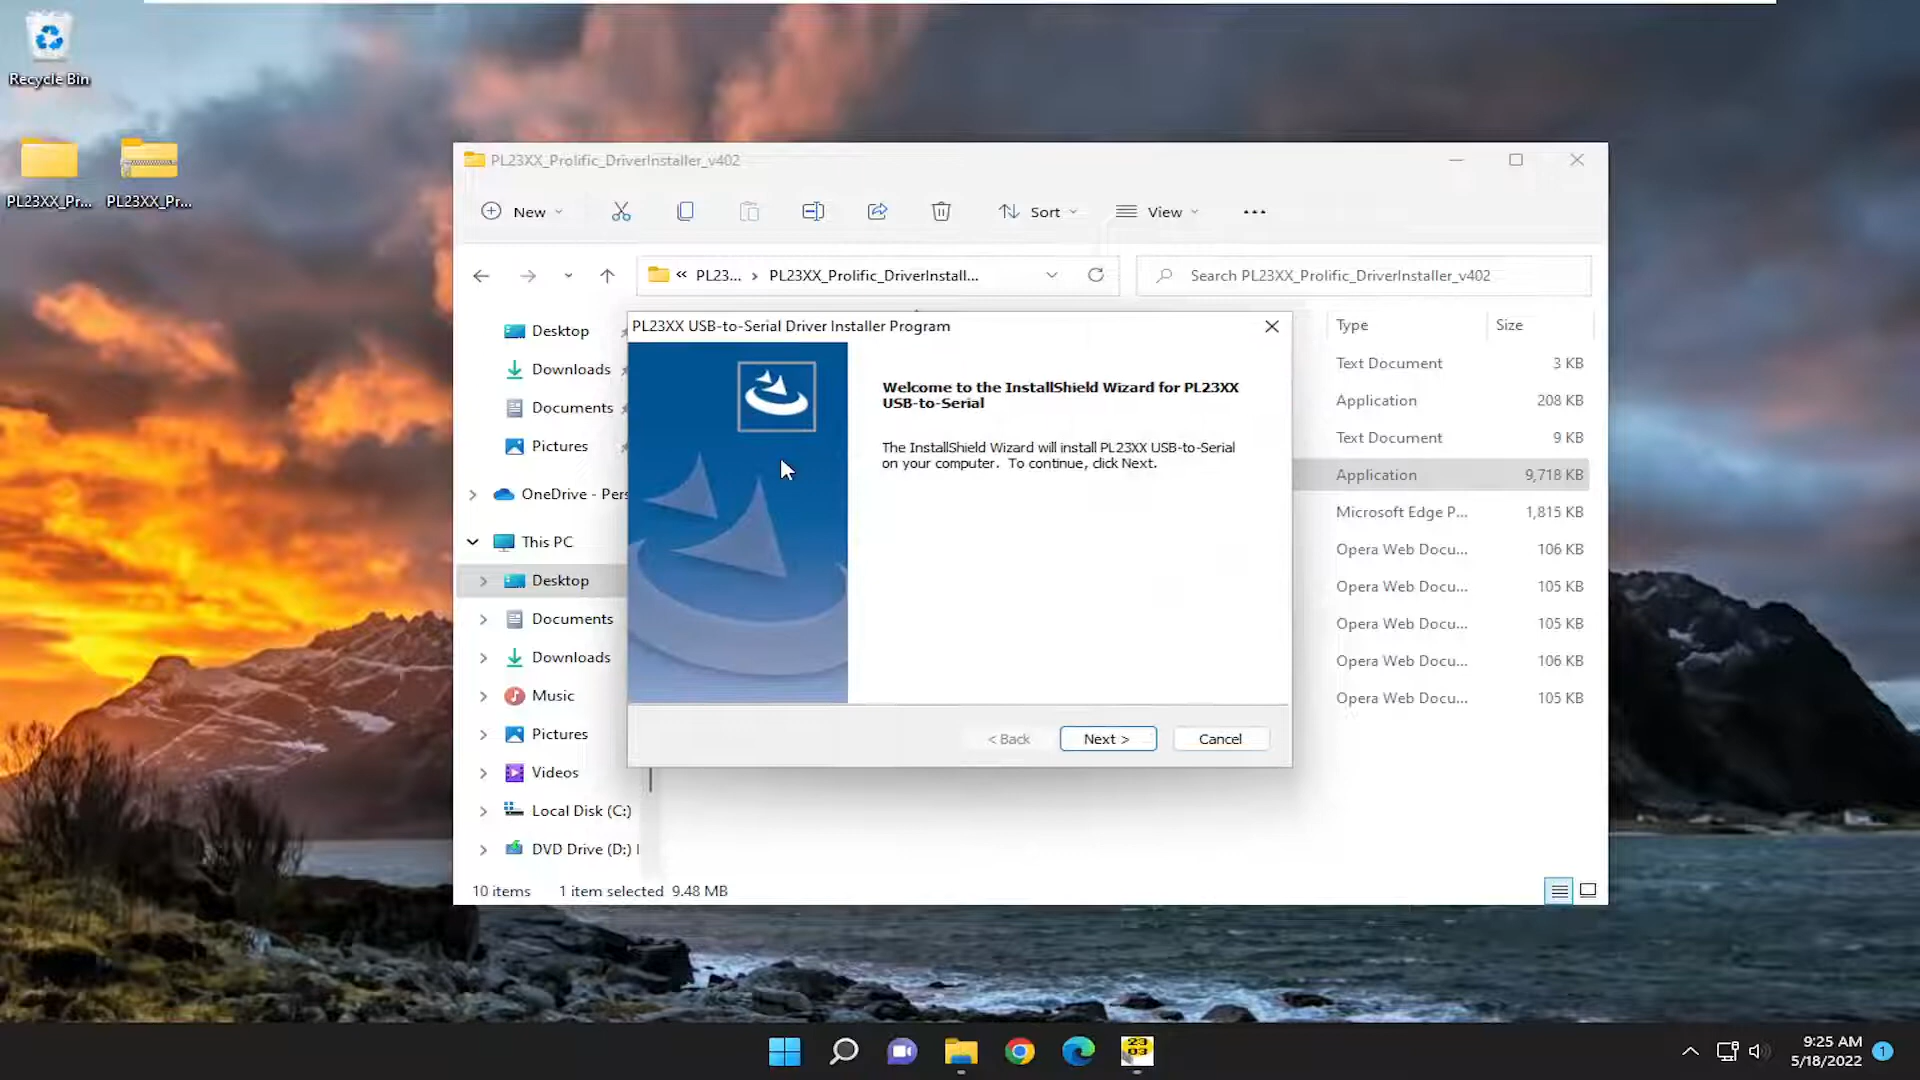 Recycle Bin
PL23XX_Pr...
PL23XX_Pr...
PL23XX_Prolific_DriverInstaller_v402
New
Sort
View
« PL23... › PL23XX_Prolific_DriverInstall...
Search PL23XX_Prolific_DriverInstaller_v402
Desktop
Downloads
Documents
Pictures
OneDrive - Pers
This PC
Desktop
Documents
Downloads
Music
Pictures
Videos
Local Disk (C:)
DVD Drive (D:)
PL23XX USB-to-Serial Driver Installer Program
Welcome to the InstallShield Wizard for PL23XX
USB-to-Serial
The InstallShield Wizard will install PL23XX USB-to-Serial
on your computer. To continue, click Next.
< Back
Next >
Cancel
Type Size
Text Document 3 KB
Application 208 KB
Text Document 9 KB
Application 9,718 KB
Microsoft Edge P... 1,815 KB
Opera Web Docu... 106 KB
Opera Web Docu... 105 KB
Opera Web Docu... 105 KB
Opera Web Docu... 106 KB
Opera Web Docu... 105 KB
10 items 1 item selected 9.48 MB
23
03
9:25 AM
5/18/2022
1